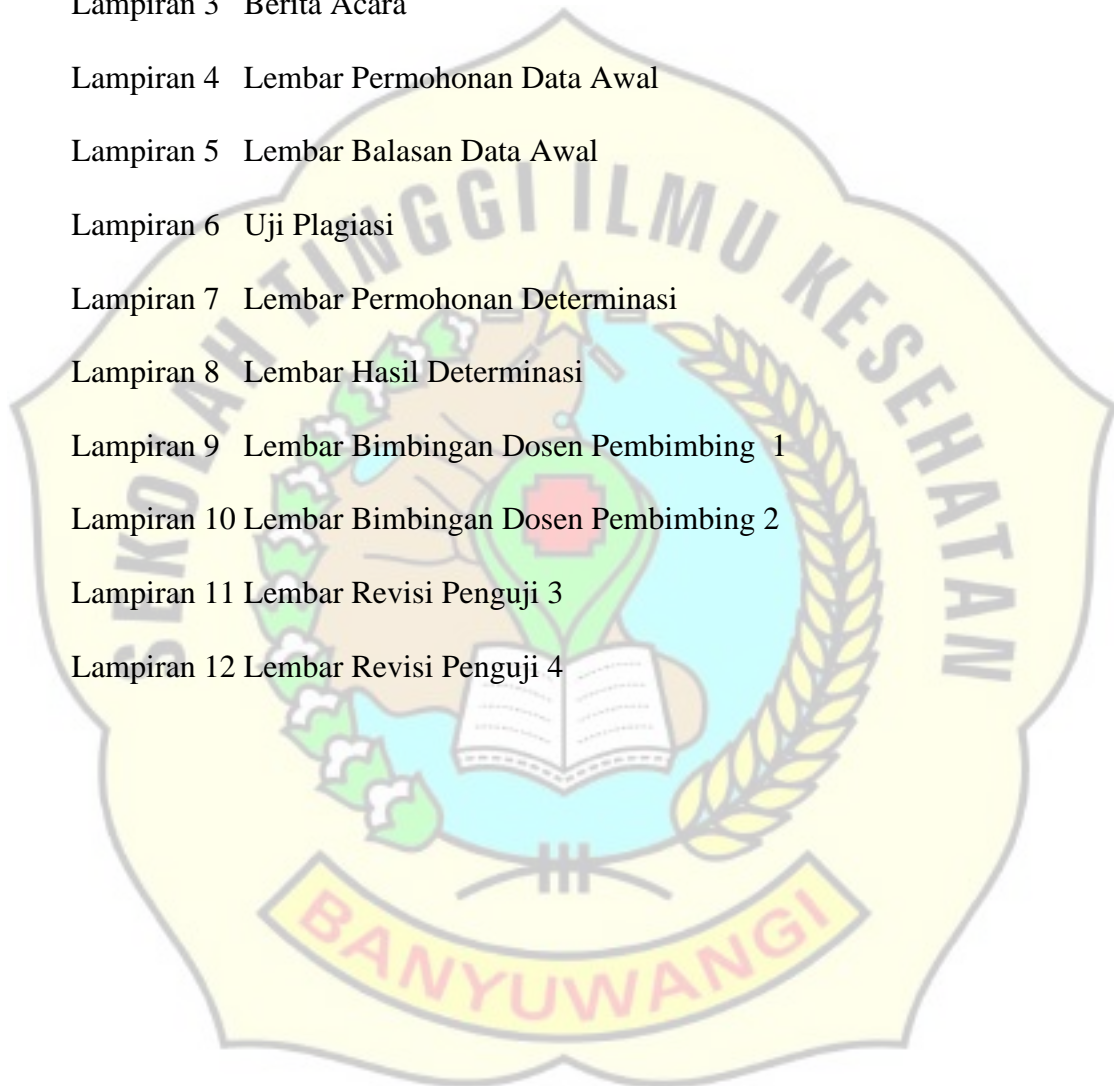 Lampiran 3 Berita Acara
Lampiran 4 Lembar Permohonan Data Awal
Lampiran 5 Lembar Balasan Data Awal
Lampiran 6 Uji Plagiasi
Lampiran 7 Lembar Permohonan Determinasi
Lampiran 8 Lembar Hasil Determinasi
Lampiran 9 Lembar Bimbingan Dosen Pembimbing 1
Lampiran 10 Lembar Bimbingan Dosen Pembimbing 2
Lampiran 11 Lembar Revisi Penguji 3
Lampiran 12 Lembar Revisi Penguji 4
SEKOLAH TINGGI ILMU KESEHATAN
BANYUWANGI